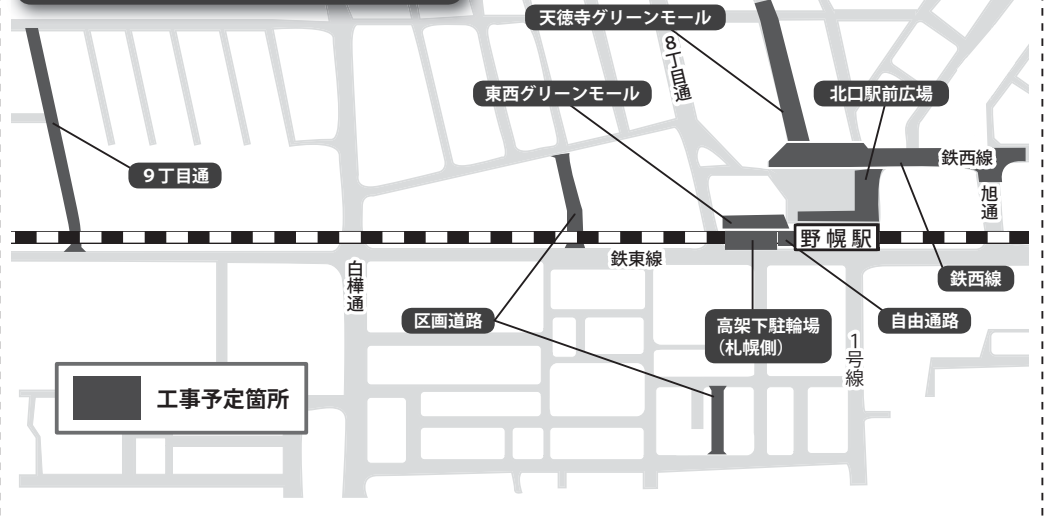 天徳寺グリーンモール
8丁目通
東西グリーンモール
北口駅前広場
鉄西線
9丁目通
旭通
野幌駅
鉄東線
白樺通
鉄西線
区画道路
高架下駐輪場
(札幌側)
自由通路
1号線
工事予定箇所